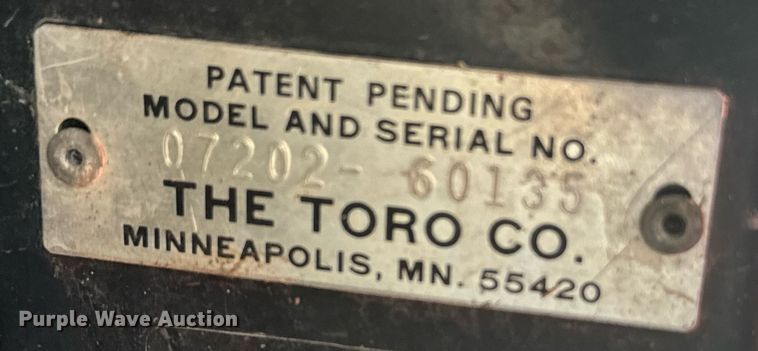 PATENT PENDING
MODEL AND SERIAL NO.
07202- 60135
THE TORO CO.
MINNEAPOLIS, MN. 55420
Purple Wave Auction